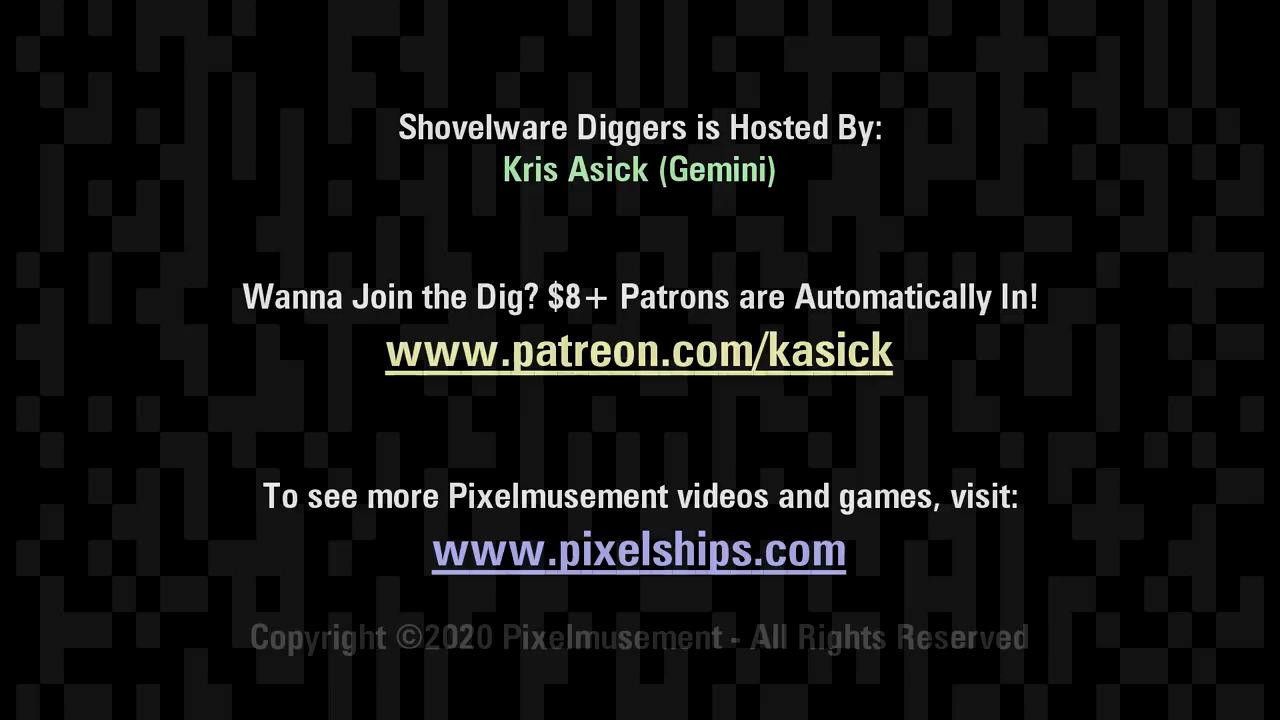 Shovelware Diggers is Hosted By:
Kris Asick (Gemini)
Wanna Join the Dig? $8+ Patrons are Automatically In!
www.patreon.com/kasick
To see more Pixelmusement videos and games, visit:
www.pixelships.com
Copyright ©2020 Pixelmusement - All Rights Reserved